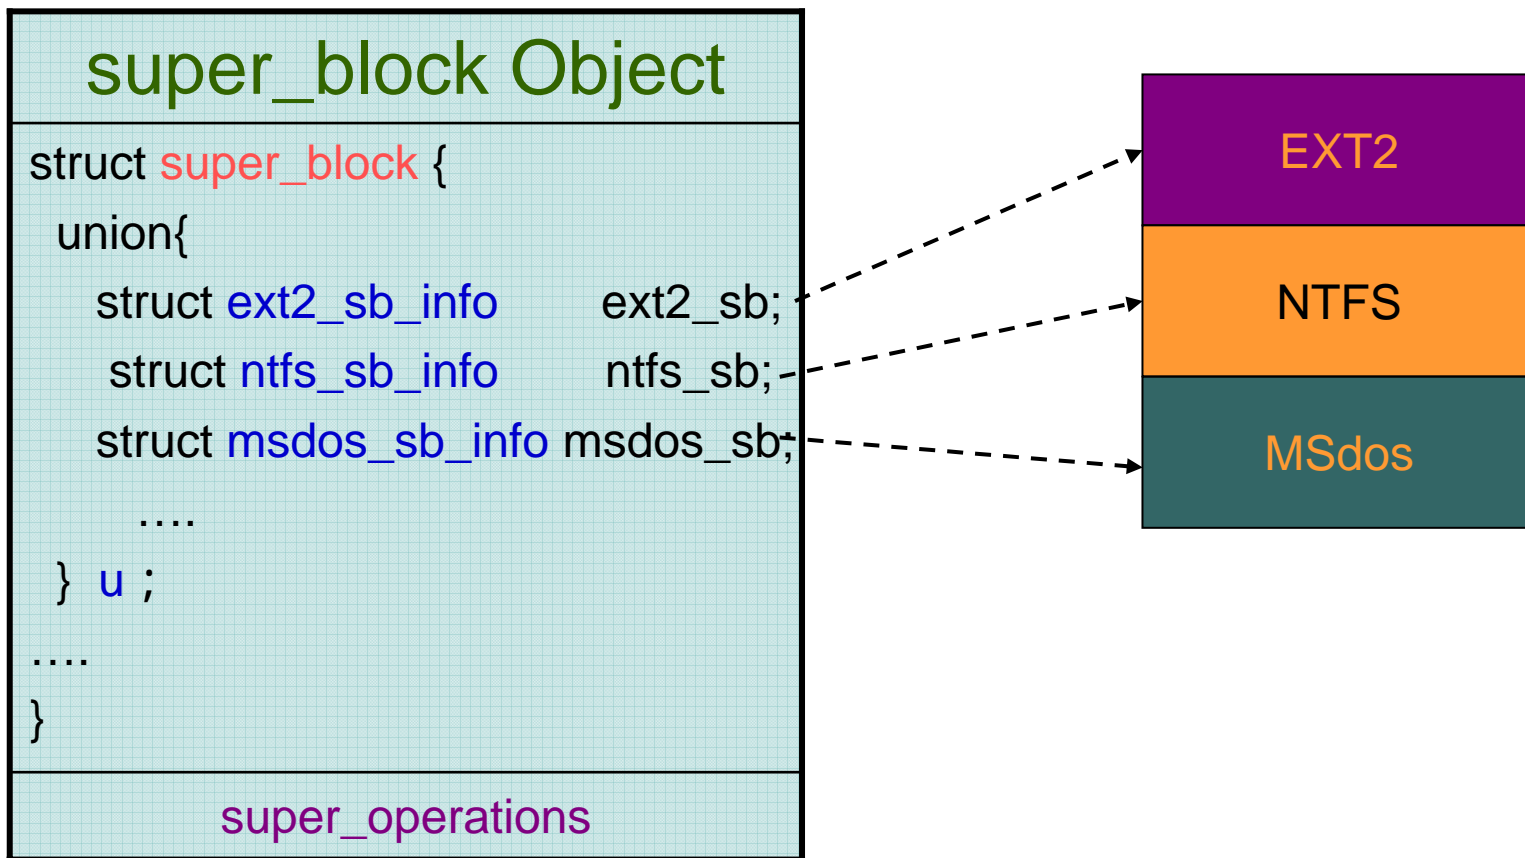 super_block Object
struct super_block {
union{
struct ext2_sb_info ext2_sb;
struct ntfs_sb_info ntfs_sb;
struct msdos_sb_info msdos_sb;
....
} u ;
....
}
super_operations
EXT2
NTFS
MSdos